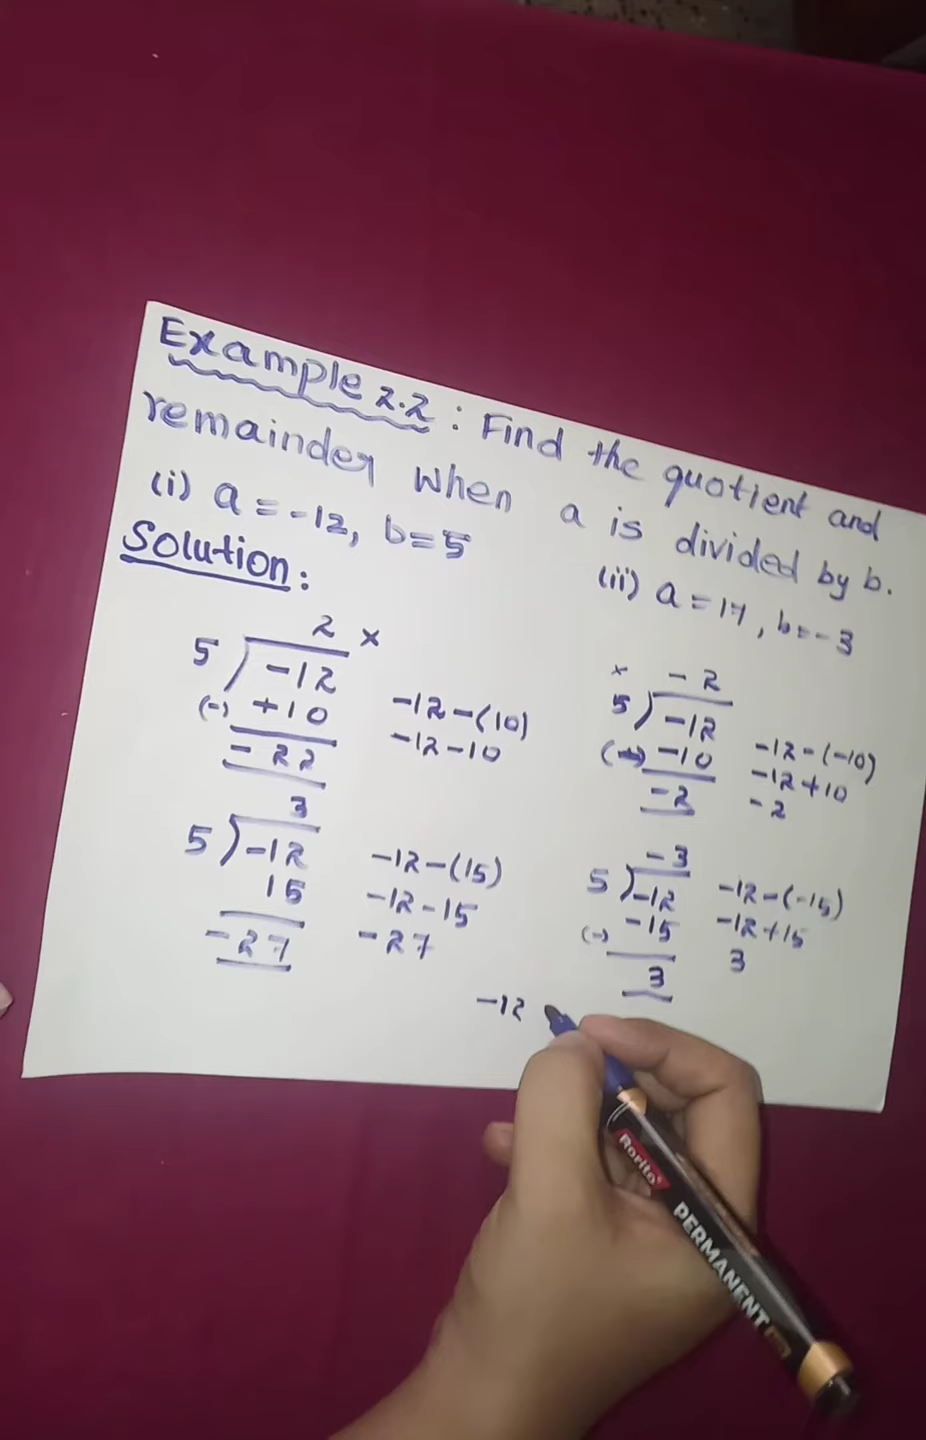 Example 2.2 : Find the quotient and
remainder when a is divided by b.
(i) a = -12, b = 5
(ii) a = 17, b = -3
Solution :
2 x
5 ) -12
(-) +10
- 22
-12-(10)
-12-10
x - 2
5 ) -12
-10
-2
-12-(-10)
-12+10
-2
3
5 ) -12
15
-27
-12-(15)
-12-15
-27
-3
5 ) -12
(-) -15
3
-12-(-15)
-12+15
3
-12
Rorito
PERMANENT